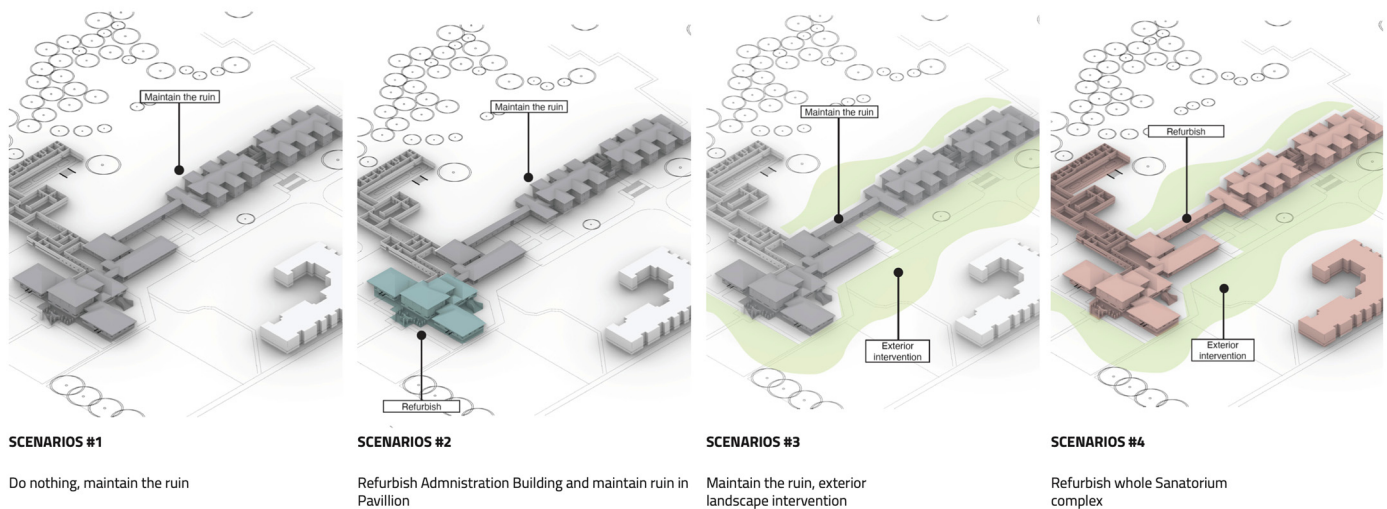 Maintain the ruin
SCENARIOS #1
Do nothing, maintain the ruin
Maintain the ruin
Refurbish
SCENARIOS #2
Refurbish Admnistration Building and maintain ruin in
Pavillion
Maintain the ruin
Exterior
intervention
SCENARIOS #3
Maintain the ruin, exterior
landscape intervention
Refurbish
Exterior
intervention
SCENARIOS #4
Refurbish whole Sanatorium
complex